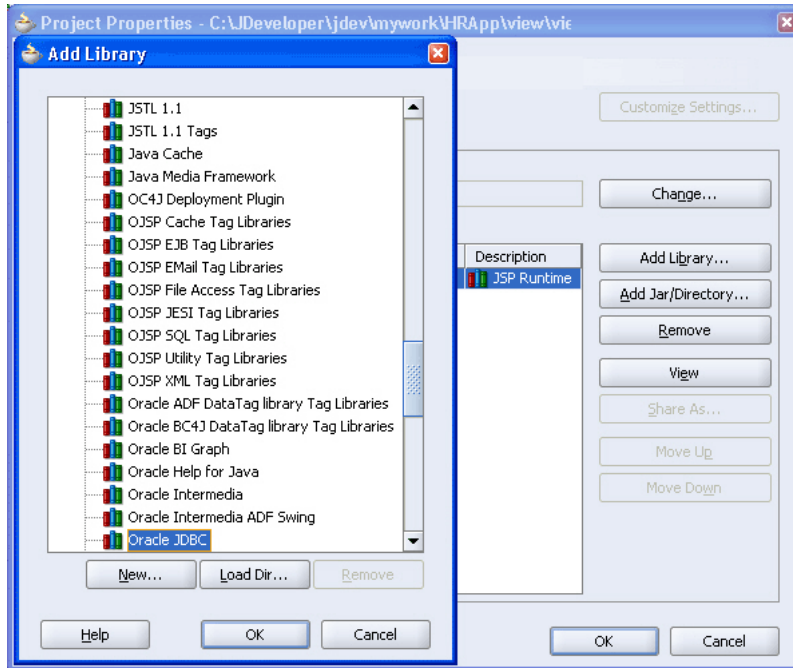 Project Properties - C:\JDeveloper\jdev\mywork\HRApp\view\vie
Add Library
JSTL 1.1
JSTL 1.1 Tags
Java Cache
Java Media Framework
OC4J Deployment Plugin
OJSP Cache Tag Libraries
OJSP EJB Tag Libraries
OJSP EMail Tag Libraries
OJSP File Access Tag Libraries
OJSP JESI Tag Libraries
OJSP SQL Tag Libraries
OJSP Utility Tag Libraries
OJSP XML Tag Libraries
Oracle ADF DataTag library Tag Libraries
Oracle BC4J DataTag library Tag Libraries
Oracle BI Graph
Oracle Help for Java
Oracle Intermedia
Oracle Intermedia ADF Swing
Oracle JDBC
New...
Load Dir...
Remove
Help
OK
Cancel
Customize Settings...
Change...
Description
JSP Runtime
Add Library...
Add Jar/Directory...
Remove
View
Share As...
Move Up
Move Down
OK
Cancel